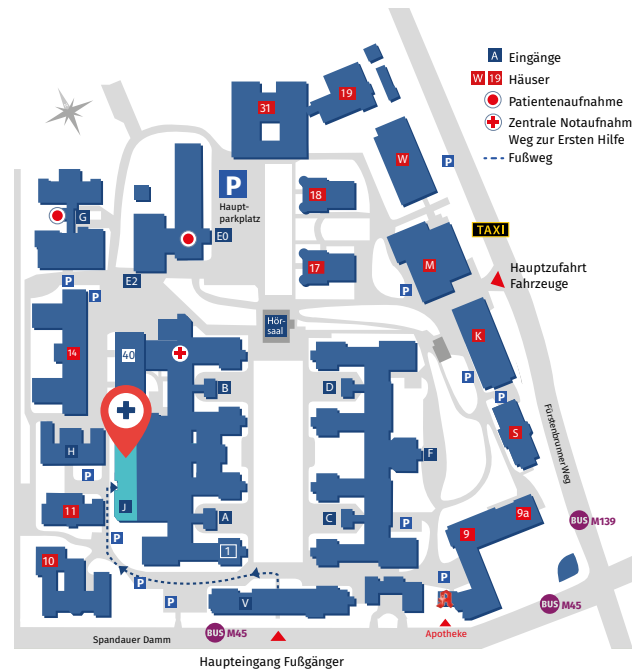 A Eingänge
W 19 Häuser
Patientenaufnahme
Zentrale Notaufnahm
Weg zur Ersten Hilfe
Fußweg
19
31
W
P
P
Haupt-
parkplatz
18
TAXI
G
E0
17
M
Hauptzufahrt
Fahrzeuge
E2
P
P
P
Hör-
saal
K
14
40
P
B
D
P
S
Fürstenbrunner Weg
H
F
P
11
J
A
C
P
9a
9
BUS M139
P
1
10
P
P
P
V
A
BUS M45
Apotheke
Spandauer Damm
BUS M45
Haupteingang Fußgänger